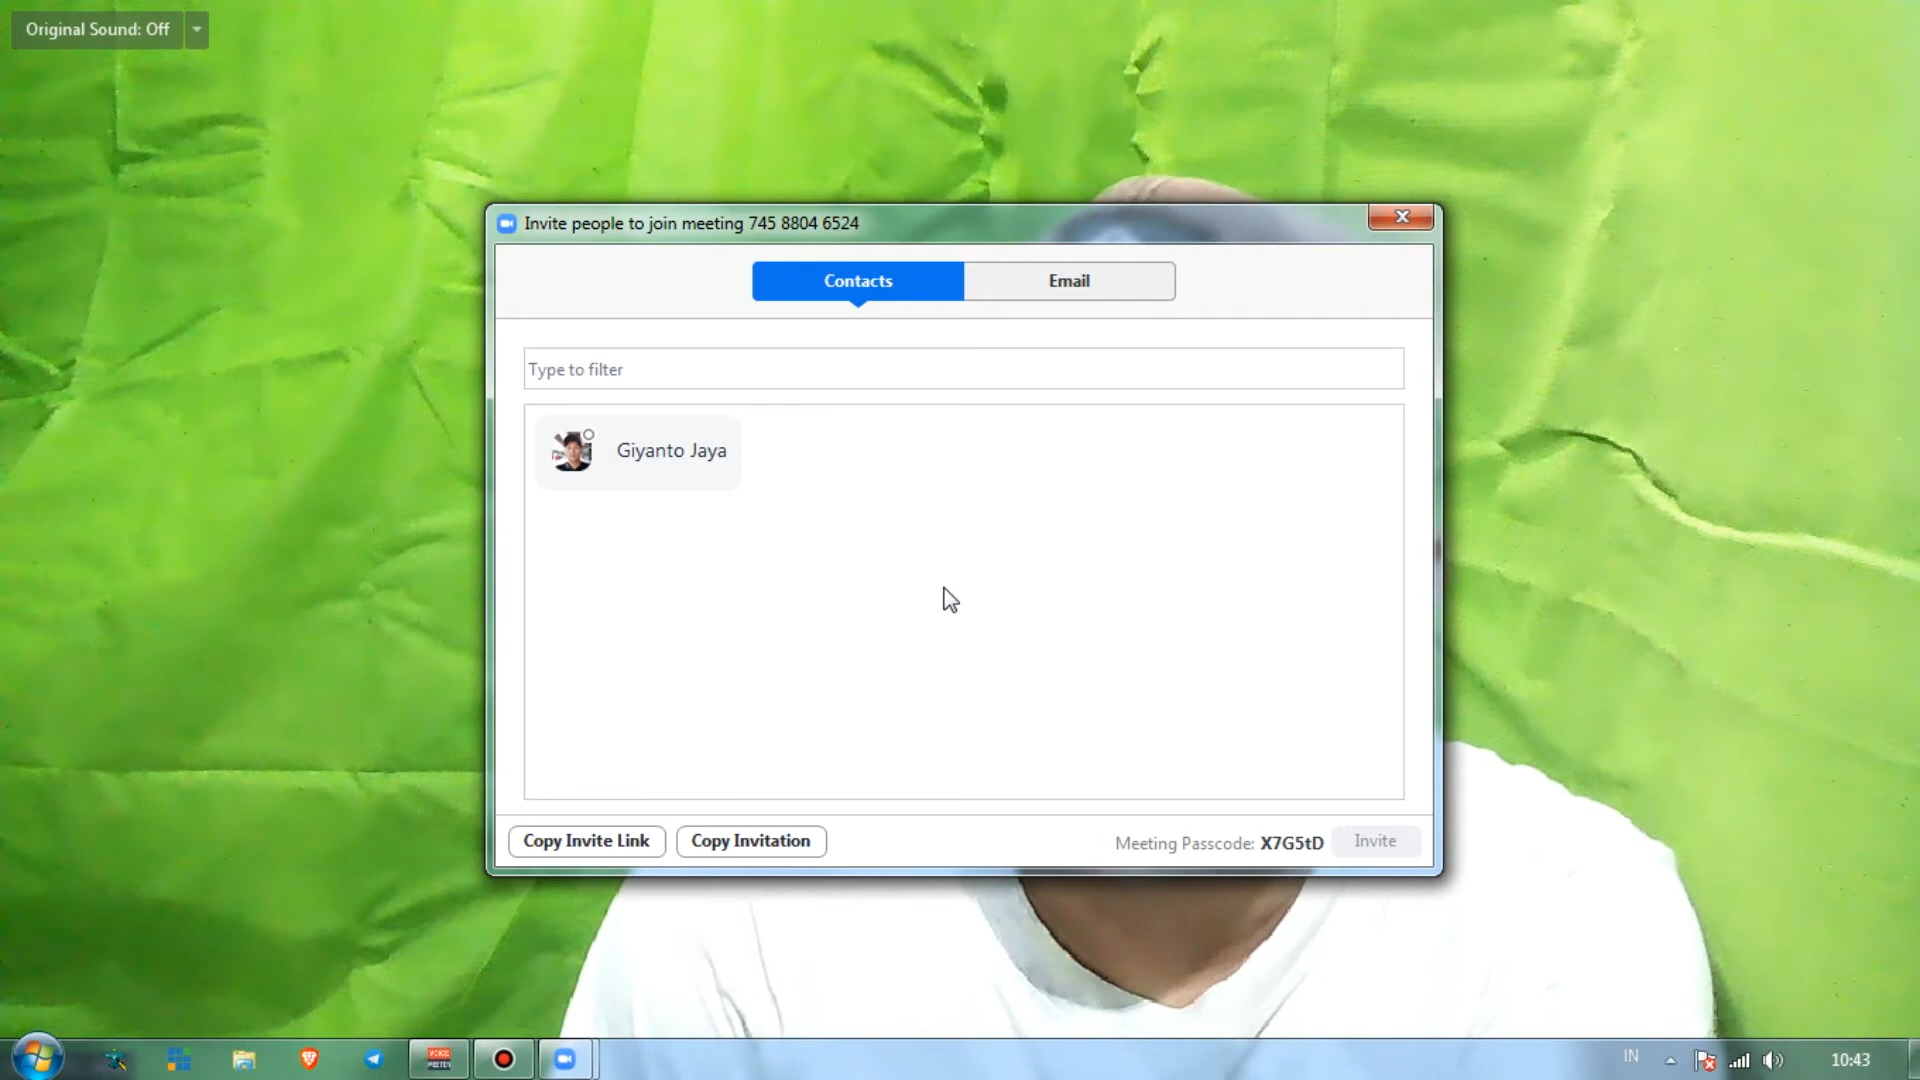 Original Sound: Off
Invite people to join meeting 745 8804 6524
Contacts
Email
Type to filter
Giyanto Jaya
Copy Invite Link
Copy Invitation
Meeting Passcode: X7G5tD
Invite
IN
10:43